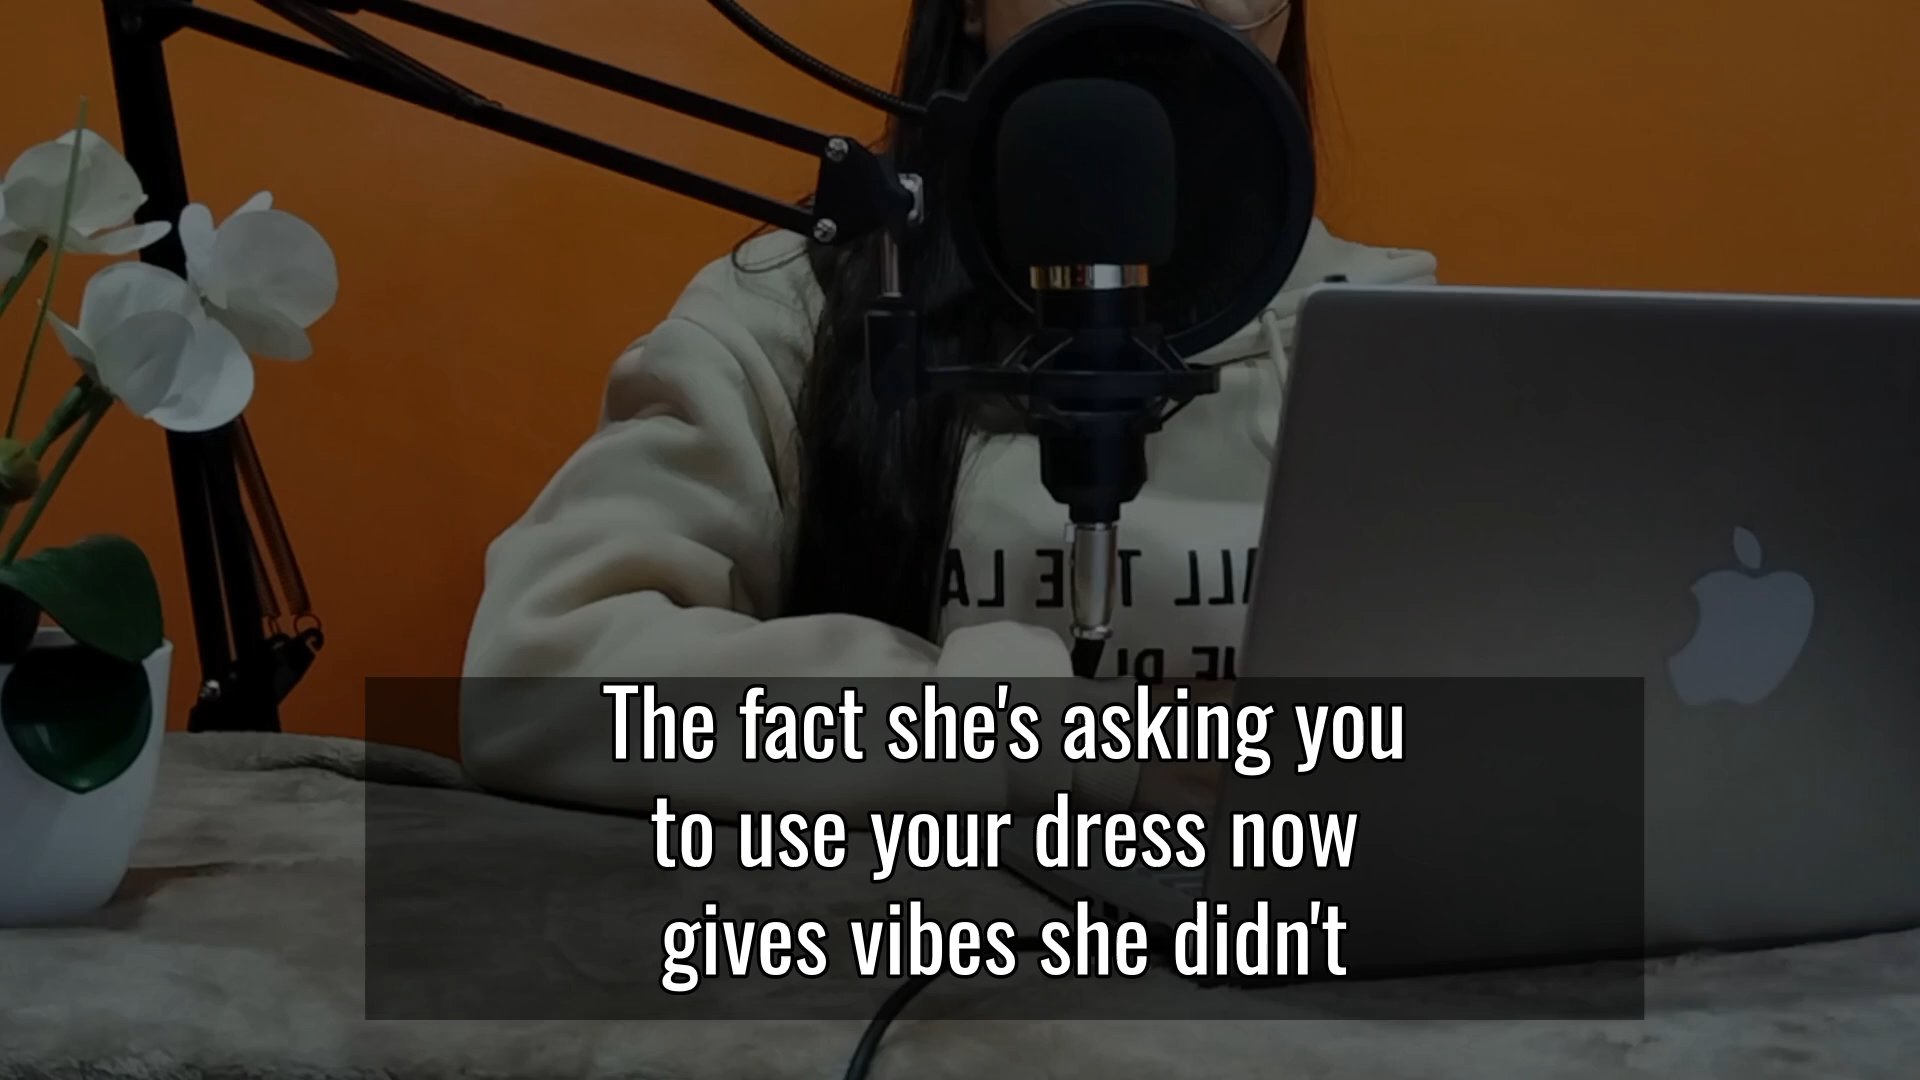 The fact she's asking you
to use your dress now
gives vibes she didn't